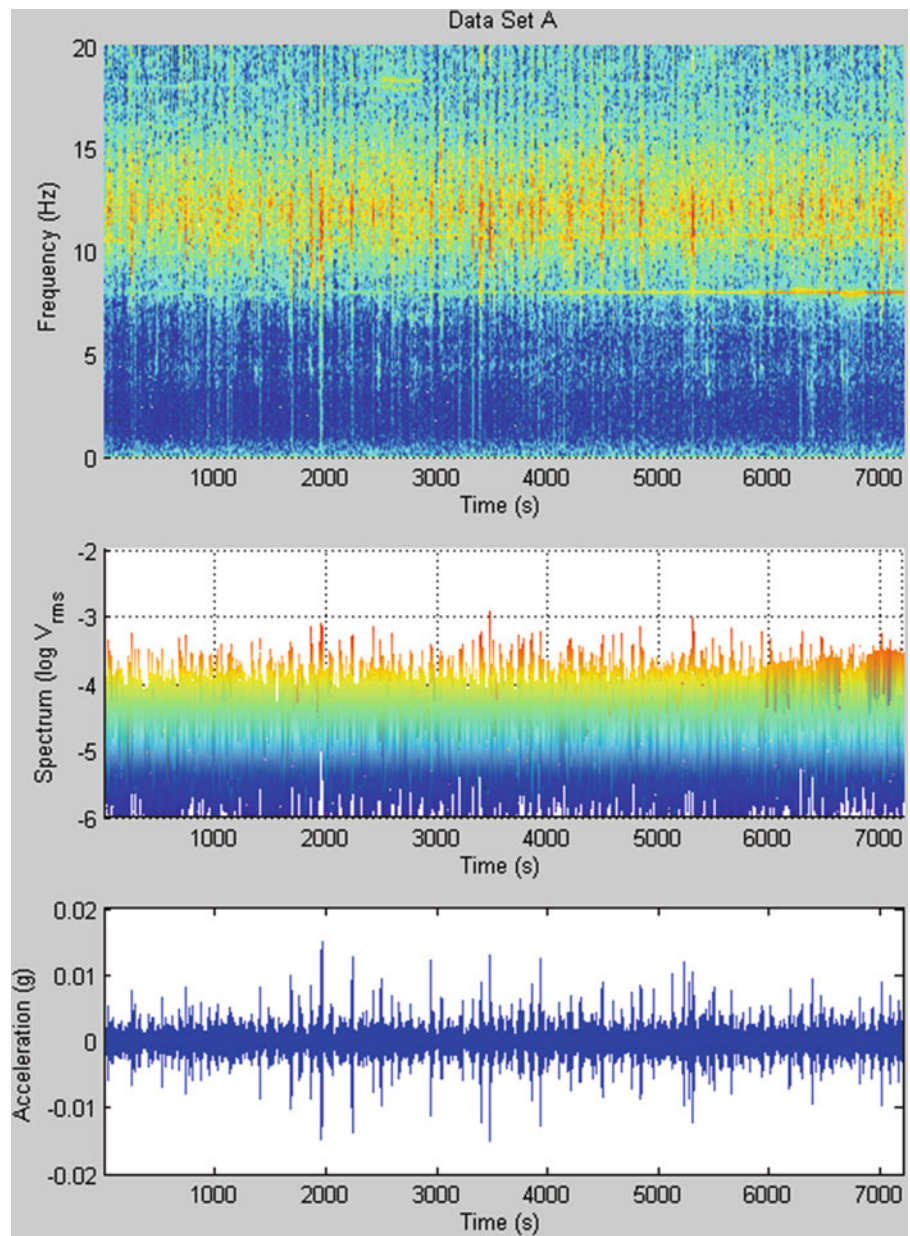 Data Set A
20
15
10
5
0
Frequency (Hz)
1000 2000 3000 4000 5000 6000 7000
Time (s)
-2
-3
-4
-5
-6
Spectrum (log Vrms
1000 2000 3000 4000 5000 6000 7000
Time (s)
0.02
0.01
0
-0.01
-0.02
Acceleration (g)
1000 2000 3000 4000 5000 6000 7000
Time (s)